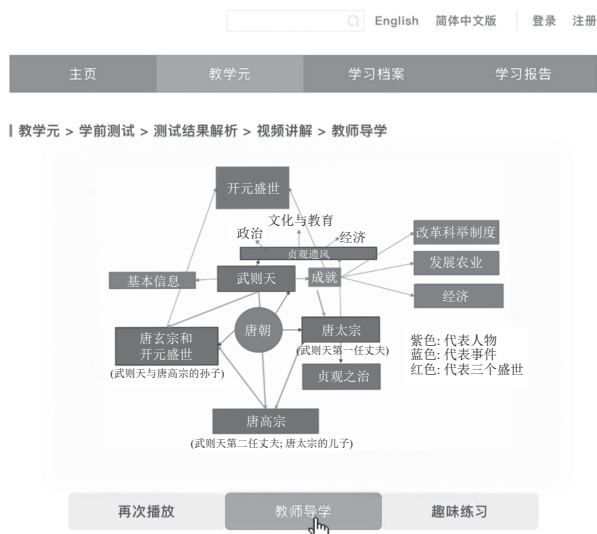 English 简体中文版 登录 注册
主页 教学元 学习档案 学习报告
教学元 > 学前测试 > 测试结果解析 > 视频讲解 > 教师导学
开元盛世
文化与教育
政治
经济
改革科举制度
贞观遗风
发展农业
基本信息
武则天
成就
经济
唐朝
唐玄宗和
开元盛世
(武则天与唐高宗的孙子)
唐太宗
(武则天第一任丈夫)
贞观之治
紫色: 代表人物
蓝色: 代表事件
红色: 代表三个盛世
唐高宗
(武则天第二任丈夫; 唐太宗的儿子)
再次播放 教师导学 趣味练习